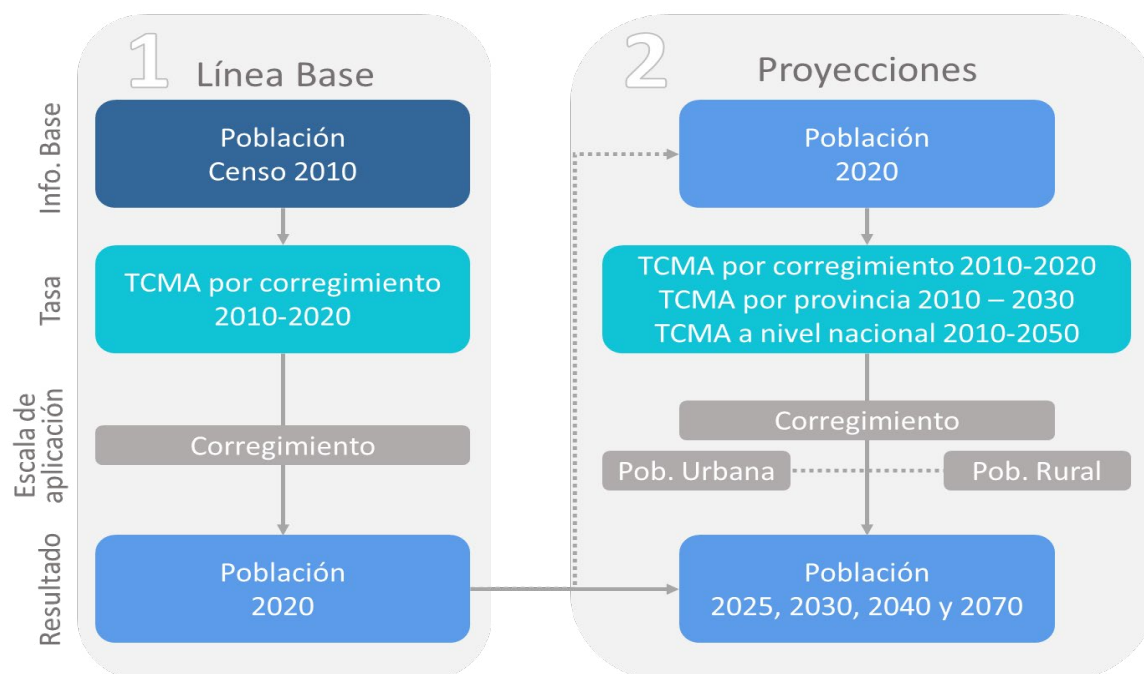 1
Línea Base
Info. Base
Población
Censo 2010
Tasa
TCMA por corregimiento
2010-2020
Escala de
aplicación
Corregimiento
Resultado
Población
2020
2
Proyecciones
Población
2020
TCMA por corregimiento 2010-2020
TCMA por provincia 2010 – 2030
TCMA a nivel nacional 2010-2050
Corregimiento
Pob. Urbana
Pob. Rural
Población
2025, 2030, 2040 y 2070